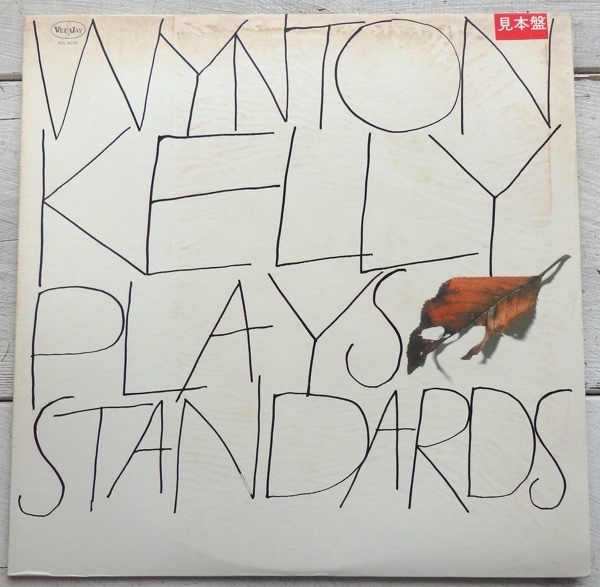 VEE JAY
見本盤
WYNTON
KELLY
PLAYS
STANDARDS